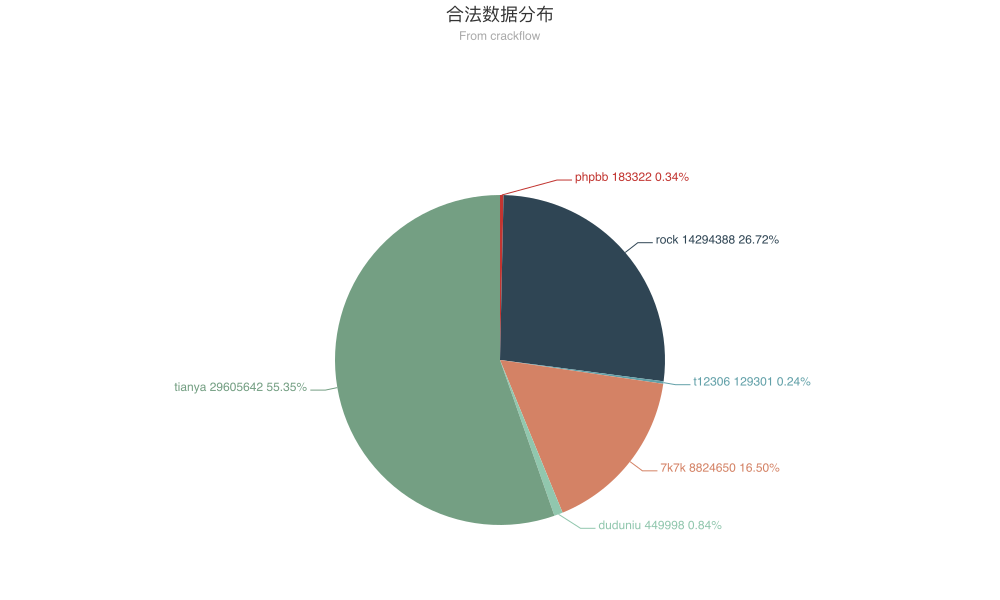 合法数据分布
From crackflow
phpbb 183322 0.34%
rock 14294388 26.72%
t12306 129301 0.24%
tianya 29605642 55.35%
7k7k 8824650 16.50%
duduniu 449998 0.84%